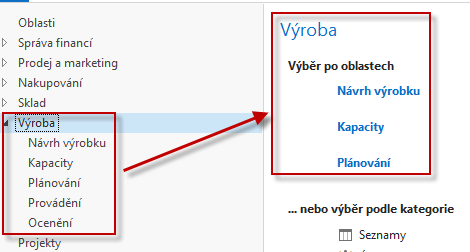 Oblasti
Správa financí
Prodej a marketing
Nakupování
Sklad
Výroba
Návrh výrobku
Kapacity
Plánování
Provádění
Ocenění
Projekty
Výroba
Výběr po oblastech
Návrh výrobku
Kapacity
Plánování
... nebo výběr podle kategorie
Seznamy